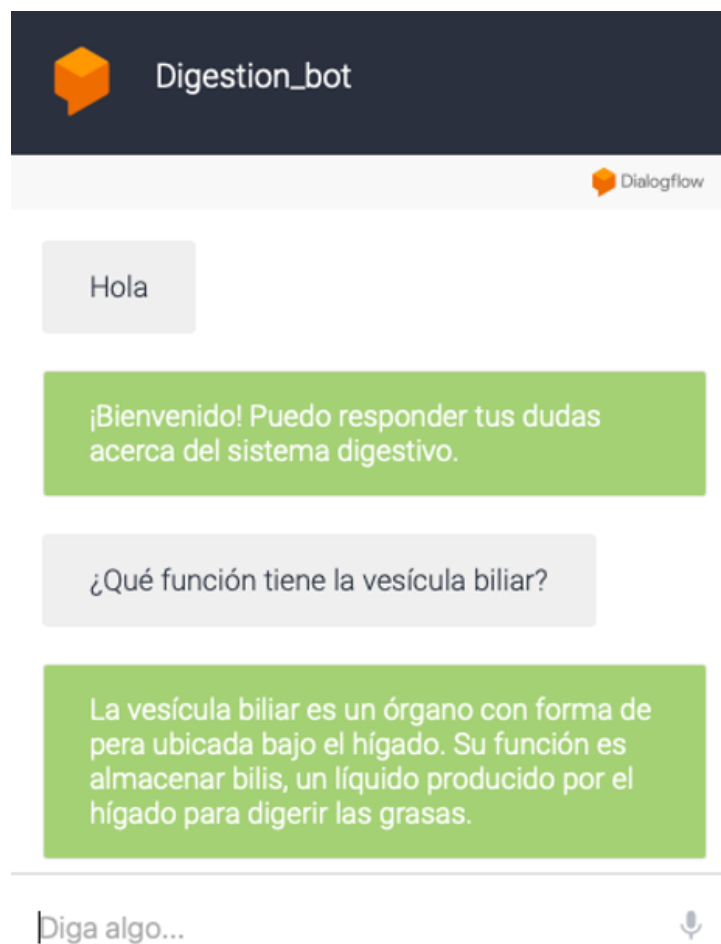 Digestion_bot
Dialogflow
Hola
¡Bienvenido! Puedo responder tus dudas
acerca del sistema digestivo.
¿Qué función tiene la vesícula biliar?
La vesícula biliar es un órgano con forma de
pera ubicada bajo el hígado. Su función es
almacenar bilis, un líquido producido por el
hígado para digerir las grasas.
Diga algo...